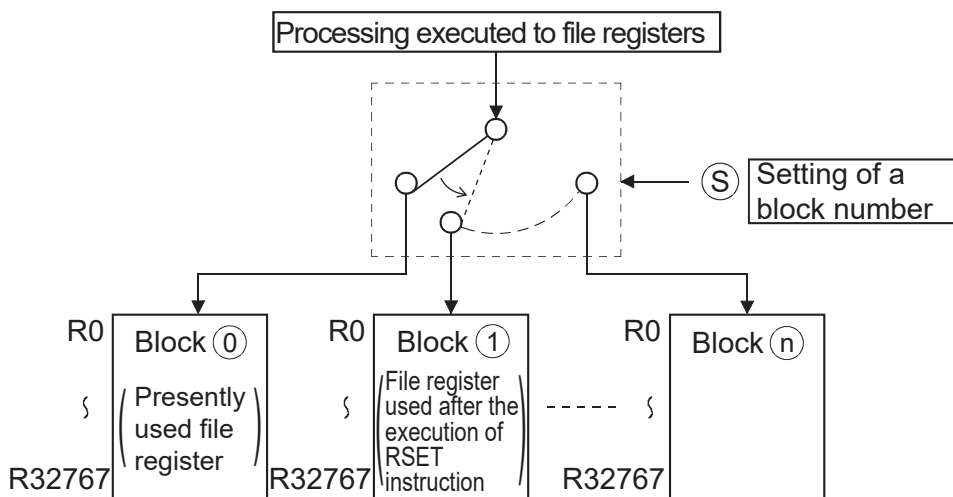 Processing executed to file registers
S
Setting of a
block number
R0
Block 0
(Presently
used file
register)
R32767
R0
Block 1
(File register
used after the
execution of
RSET
instruction)
R32767
R0
Block n
R32767